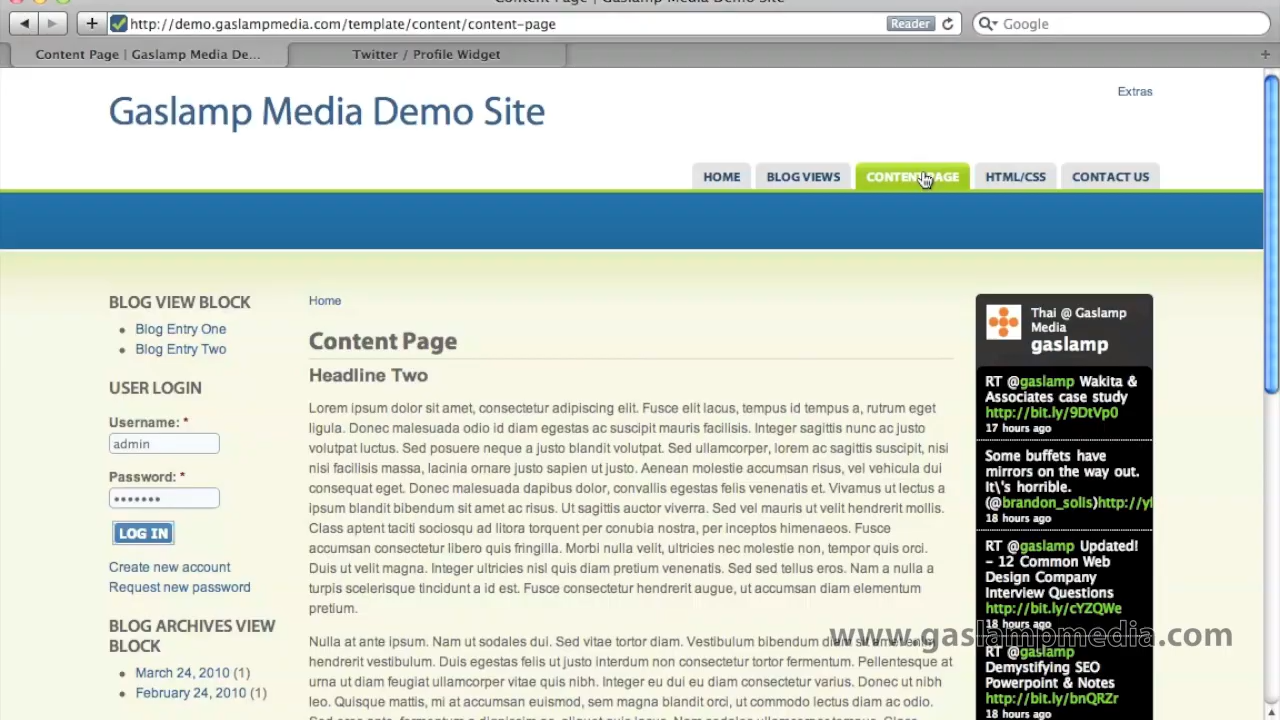 Content Page | Gaslamp Media Demo Site
http://demo.gaslampmedia.com/template/content/content-page
Reader
Google
Content Page | Gaslamp Media De...
Twitter / Profile Widget
Extras
Gaslamp Media Demo Site
HOME
BLOG VIEWS
CONTENT PAGE
HTML/CSS
CONTACT US
BLOG VIEW BLOCK
Blog Entry One
Blog Entry Two
USER LOGIN
Username: *
admin
Password: *
•••••••
LOG IN
Create new account
Request new password
BLOG ARCHIVES VIEW
BLOCK
March 24, 2010 (1)
February 24, 2010 (1)
Home
Content Page
Headline Two
Lorem ipsum dolor sit amet, consectetur adipiscing elit. Fusce elit lacus, tempus id tempus a, rutrum eget
ligula. Donec malesuada odio id diam egestas ac suscipit mauris facilisis. Integer sagittis nunc ac justo
volutpat luctus. Sed posuere neque a justo blandit volutpat. Sed ullamcorper, lorem ac sagittis suscipit, nisi
nisi facilisis massa, lacinia ornare justo sapien ut justo. Aenean molestie accumsan risus, vel vehicula dui
consequat eget. Donec malesuada dapibus dolor, convallis egestas felis venenatis et. Vivamus ut lectus a
ipsum blandit bibendum sit amet ac risus. Ut sagittis auctor viverra. Sed vel mauris ut velit hendrerit mollis.
Class aptent taciti sociosqu ad litora torquent per conubia nostra, per inceptos himenaeos. Fusce
accumsan consectetur libero quis fringilla. Morbi nulla velit, ultricies nec molestie non, tempor quis orci.
Duis ut velit magna. Integer ultricies nisl quis diam pretium venenatis. Sed sed tellus eros. Nam a nulla a
turpis scelerisque tincidunt a id est. Fusce consectetur hendrerit augue, ut accumsan diam elementum
pretium.
Nulla at ante ipsum. Nam ut sodales dui. Sed vitae tortor diam. Vestibulum bibendum diam sit amet enim
hendrerit vestibulum. Duis egestas felis ut justo interdum non consectetur tortor fermentum. Pellentesque at
urna ut diam feugiat ullamcorper varius quis nibh. Integer eu dui eu diam consectetur varius. Praesent et
leo. Quisque mattis, mi at accumsan euismod, sem magna blandit orci, ut commodo lectus diam ac
Thai @ Gaslamp
Media
gaslamp
RT @gaslamp Wakita &
Associates case study
http://bit.ly/9DtVp0
17 hours ago
Some buffets have
mirrors on the way out.
It\'s horrible.
(@brandon_solis)http://yl
18 hours ago
RT @gaslamp Updated!
– 12 Common Web
Design Company
Interview Questions
http://bit.ly/cYZQWe
18 hours ago
RT @gaslamp
Demystifying SEO
Powerpoint & Notes
http://bit.ly/bnQRZr
18 hours ago
www.gaslampmedia.com